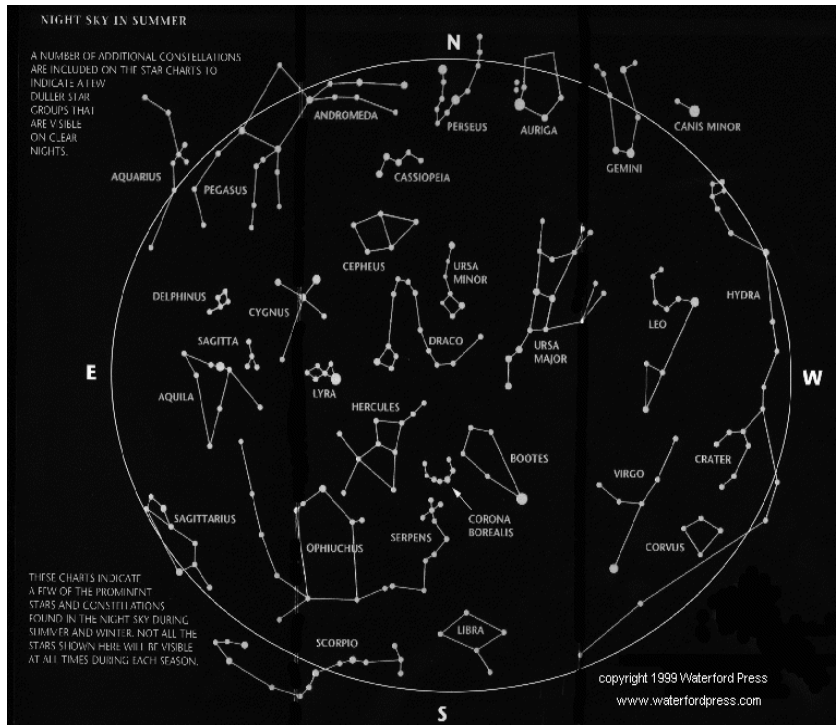 NIGHT SKY IN SUMMER
A NUMBER OF ADDITIONAL CONSTELLATIONS
ARE INCLUDED ON THE STAR CHARTS TO
INDICATE A FEW
DULLER STAR
GROUPS THAT
ARE VISIBLE
ON CLEAR
NIGHTS.
N
ANDROMEDA
PERSEUS
AURIGA
CANIS MINOR
AQUARIUS
PEGASUS
CASSIOPEIA
GEMINI
CEPHEUS
URSA
MINOR
DELPHINUS
CYGNUS
HYDRA
LEO
SAGITTA
DRACO
URSA
MAJOR
E
W
AQUILA
LYRA
HERCULES
BOOTES
CRATER
VIRGO
SAGITTARIUS
CORONA
BOREALIS
OPHIUCHUS
SERPENS
CORVUS
THESE CHARTS INDICATE
A FEW OF THE PROMINENT
STARS AND CONSTELLATIONS
FOUND IN THE NIGHT SKY DURING
SUMMER AND WINTER. NOT ALL THE
STARS SHOWN HERE WILL BE VISIBLE
AT ALL TIMES DURING EACH SEASON.
LIBRA
SCORPIO
S
copyright 1999 Waterford Press
www.waterfordpress.com